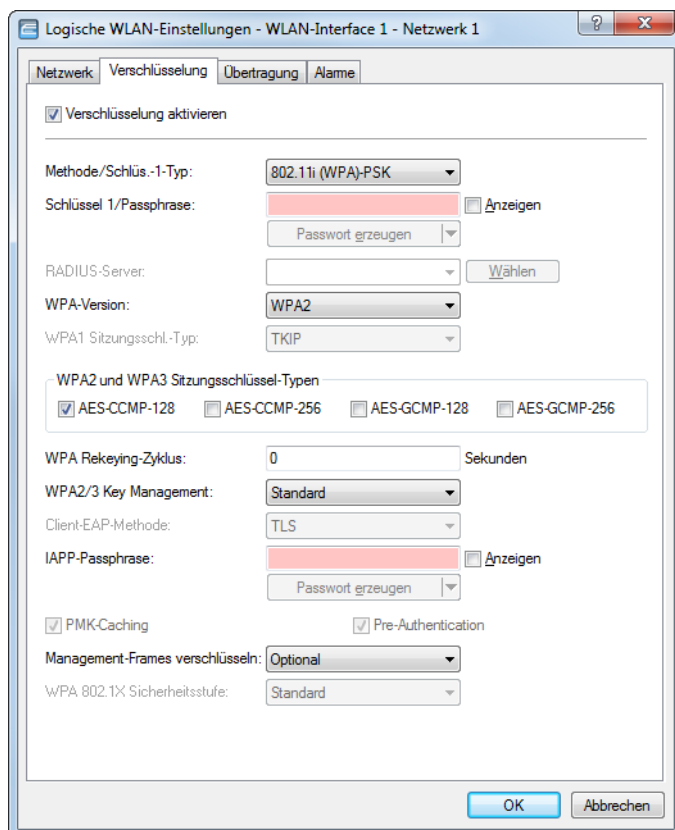 Logische WLAN-Einstellungen - WLAN-Interface 1 - Netzwerk 1
Netzwerk Verschlüsselung Übertragung Alarme
Verschlüsselung aktivieren
Methode/Schlüs.-1-Typ: 802.11i (WPA)-PSK
Schlüssel 1/Passphrase: Anzeigen
Passwort erzeugen
RADIUS-Server: Wählen
WPA-Version: WPA2
WPA1 Sitzungsschl.-Typ: TKIP
WPA2 und WPA3 Sitzungsschlüssel-Typen
AES-CCMP-128 AES-CCMP-256 AES-GCMP-128 AES-GCMP-256
WPA Rekeying-Zyklus: 0 Sekunden
WPA2/3 Key Management: Standard
Client-EAP-Methode: TLS
IAPP-Passphrase: Anzeigen
Passwort erzeugen
PMK-Caching Pre-Authentication
Management-Frames verschlüsseln: Optional
WPA 802.1X Sicherheitsstufe: Standard
OK Abbrechen